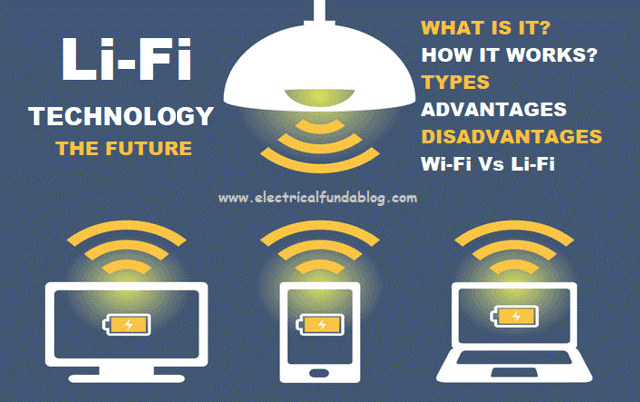 Li-Fi
TECHNOLOGY
THE FUTURE
WHAT IS IT?
HOW IT WORKS?
TYPES
ADVANTAGES
DISADVANTAGES
Wi-Fi Vs Li-Fi
www.electricalfundablog.com